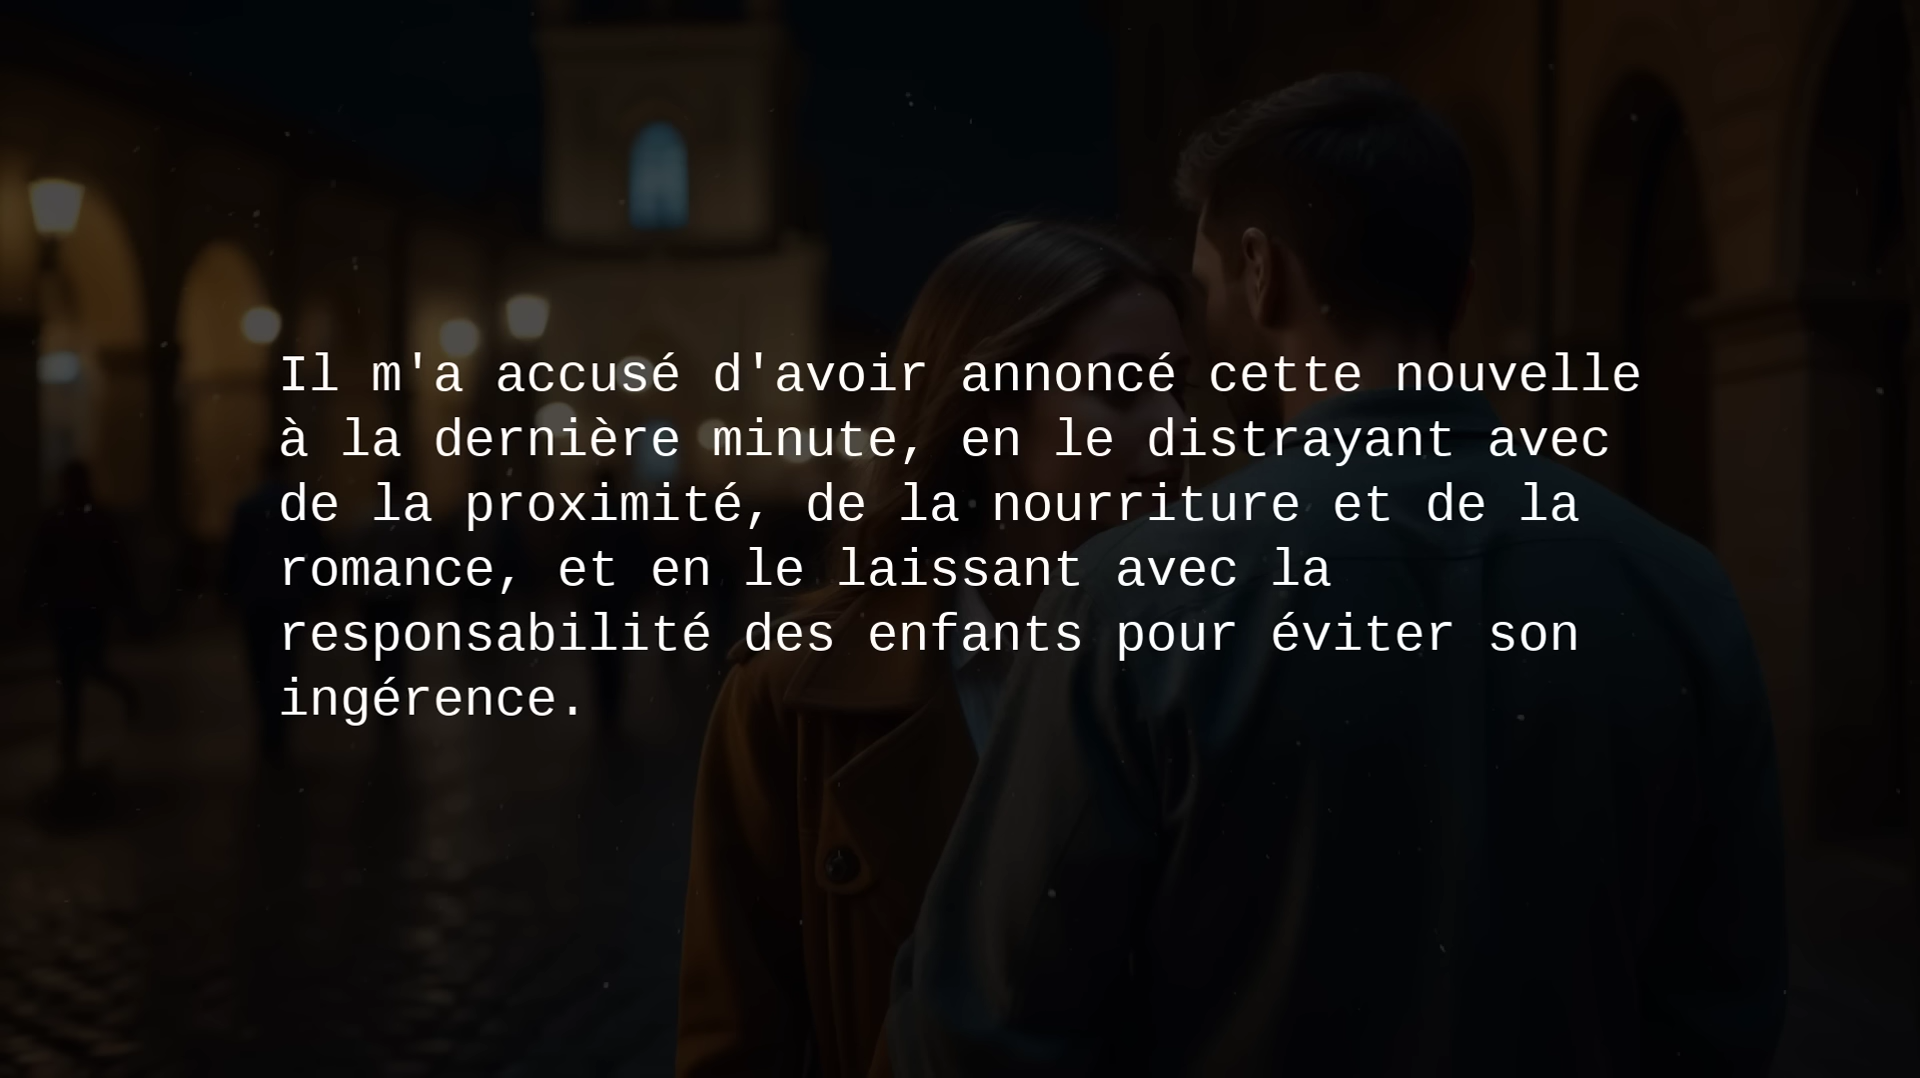 Il m'a accusé d'avoir annoncé cette nouvelle
à la dernière minute, en le distrayant avec
de la proximité, de la nourriture et de la
romance, et en le laissant avec la
responsabilité des enfants pour éviter son
ingérence.